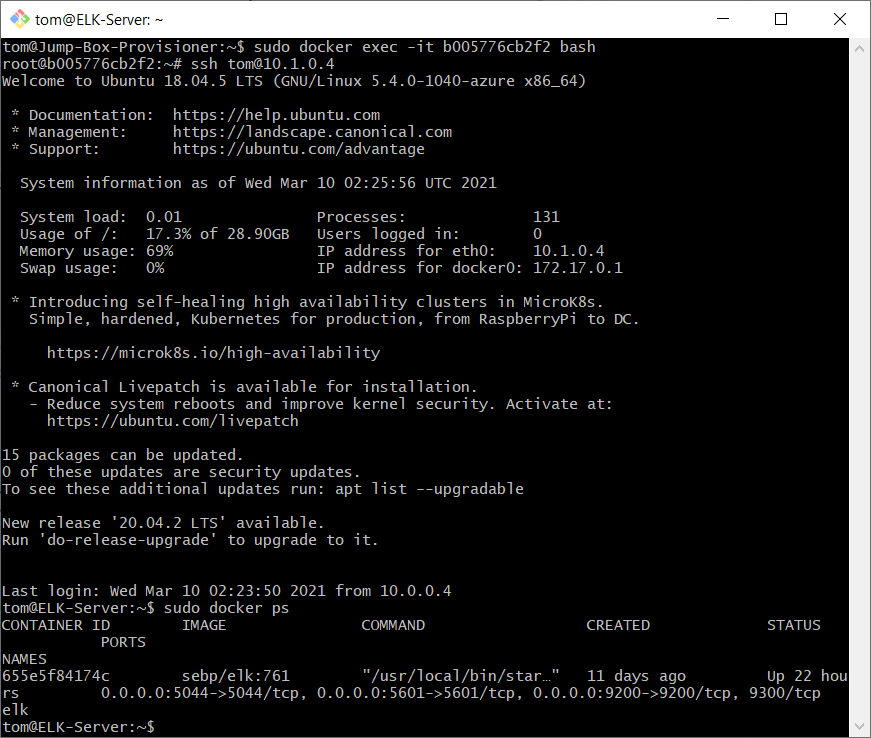 tom@ELK-Server: ~
tom@Jump-Box-Provisioner:~$ sudo docker exec -it b005776cb2f2 bash
root@b005776cb2f2:~# ssh tom@10.1.0.4
Welcome to Ubuntu 18.04.5 LTS (GNU/Linux 5.4.0-1040-azure x86_64)
* Documentation:  https://help.ubuntu.com
* Management:     https://landscape.canonical.com
* Support:        https://ubuntu.com/advantage
System information as of Wed Mar 10 02:25:56 UTC 2021
System load:  0.01                Processes:              131
Usage of /:   17.3% of 28.90GB   Users logged in:        0
Memory usage: 69%                IP address for eth0:    10.1.0.4
Swap usage:   0%                 IP address for docker0: 172.17.0.1
* Introducing self-healing high availability clusters in MicroK8s.
Simple, hardened, Kubernetes for production, from RaspberryPi to DC.
https://microk8s.io/high-availability
* Canonical Livepatch is available for installation.
- Reduce system reboots and improve kernel security. Activate at:
https://ubuntu.com/livepatch
15 packages can be updated.
0 of these updates are security updates.
To see these additional updates run: apt list --upgradable
New release '20.04.2 LTS' available.
Run 'do-release-upgrade' to upgrade to it.
Last login: Wed Mar 10 02:23:50 2021 from 10.0.0.4
tom@ELK-Server:~$ sudo docker ps
CONTAINER ID        IMAGE               COMMAND                  CREATED             STATUS
PORTS
NAMES
655e5f84174c        sebp/elk:761        "/usr/local/bin/star…"   11 days ago         Up 22 hou
rs         0.0.0.0:5044->5044/tcp, 0.0.0.0:5601->5601/tcp, 0.0.0.0:9200->9200/tcp, 9300/tcp
elk
tom@ELK-Server:~$